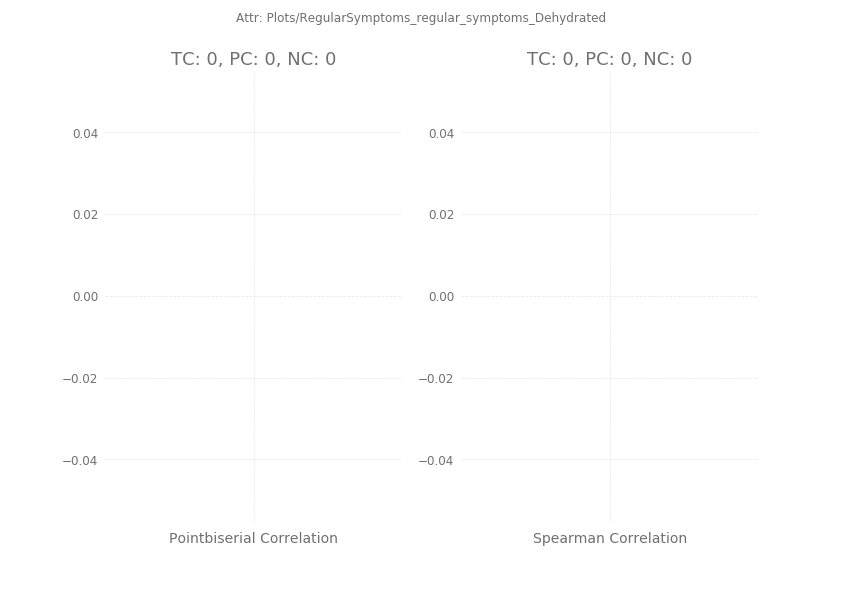 Attr: Plots/RegularSymptoms_regular_symptoms_Dehydrated
TC: 0, PC: 0, NC: 0
0.04
0.02
0.00
−0.02
−0.04
Pointbiserial Correlation
TC: 0, PC: 0, NC: 0
0.04
0.02
0.00
−0.02
−0.04
Spearman Correlation